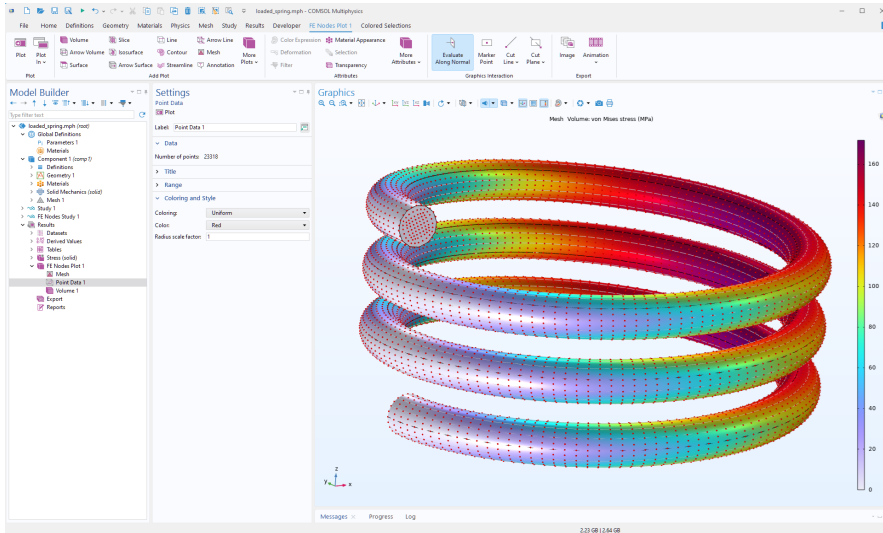 loaded_spring.mph - COMSOL Multiphysics
File Home Definitions Geometry Materials Physics Mesh Study Results Developer FE Nodes Plot 1 Colored Selections
Plot
Plot In
Plot
Volume
Arrow Volume
Surface
Slice
Isosurface
Arrow Surface
Line
Contour
Streamline
Arrow Line
Mesh
Annotation
More Plots
Add Plot
Color Expression
Deformation
Filter
Material Appearance
Selection
Transparency
More Attributes
Attributes
Evaluate Along Normal
Marker Point
Cut Line
Cut Plane
Graphics Interaction
Image
Animation
Export
Model Builder
Type filter text
loaded_spring.mph (root)
Global Definitions
Parameters 1
Materials
Component 1 (comp1)
Definitions
Geometry 1
Materials
Solid Mechanics (solid)
Mesh 1
Study 1
FE Nodes Study 1
Results
Datasets
Derived Values
Tables
Stress (solid)
FE Nodes Plot 1
Mesh
Point Data 1
Volume 1
Export
Reports
Settings
Point Data
Plot
Label: Point Data 1
Data
Number of points: 23318
Title
Range
Coloring and Style
Coloring: Uniform
Color: Red
Radius scale factor: 1
Graphics
Mesh Volume: von Mises stress (MPa)
160
140
120
100
80
60
40
20
0
z
y
x
Messages Progress Log
2.23 GB | 2.64 GB